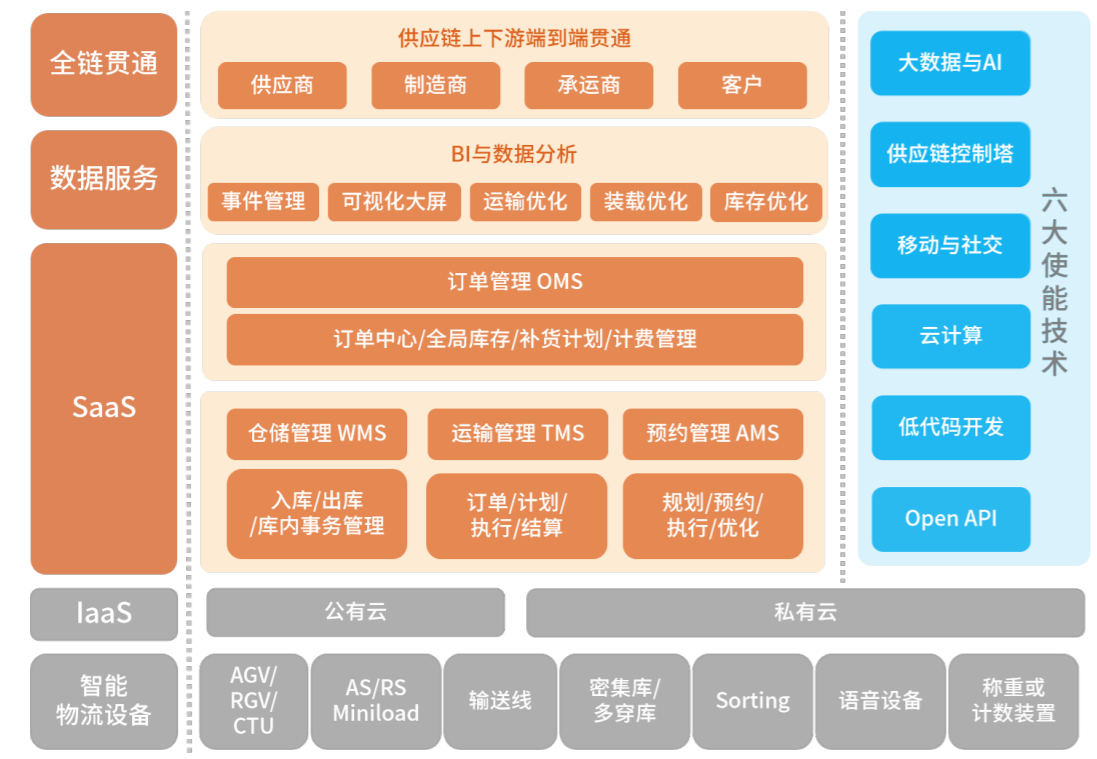 全链贯通
供应链上下游端到端贯通
供应商
制造商
承运商
客户
数据服务
BI与数据分析
事件管理
可视化大屏
运输优化
装载优化
库存优化
SaaS
订单管理 OMS
订单中心/全局库存/补货计划/计费管理
仓储管理 WMS
运输管理 TMS
预约管理 AMS
入库/出库
/库内事务管理
订单/计划/
执行/结算
规划/预约/
执行/优化
大数据与AI
供应链控制塔
移动与社交
云计算
低代码开发
Open API
六大使能技术
IaaS
公有云
私有云
智能
物流设备
AGV/
RGV/
CTU
AS/RS
Miniload
输送线
密集库/
多穿库
Sorting
语音设备
称重或
计数装置